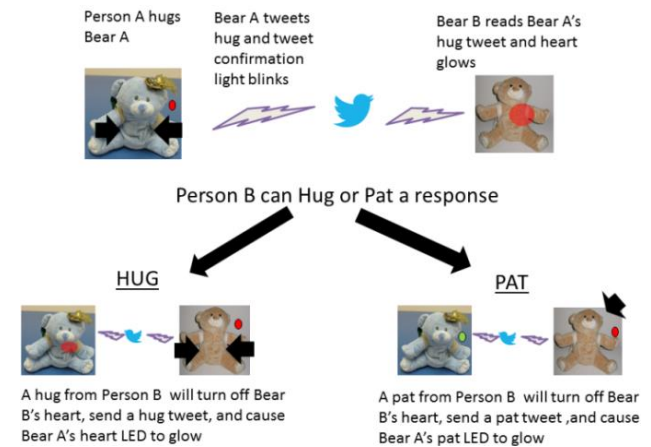 Person A hugs
Bear A
Bear A tweets
hug and tweet
confirmation
light blinks
Bear B reads Bear A's
hug tweet and heart
glows
Person B can Hug or Pat a response
HUG
PAT
A hug from Person B will turn off Bear
B's heart, send a hug tweet, and cause
Bear A's heart LED to glow
A pat from Person B will turn off Bear
B's heart, send a pat tweet ,and cause
Bear A's pat LED to glow